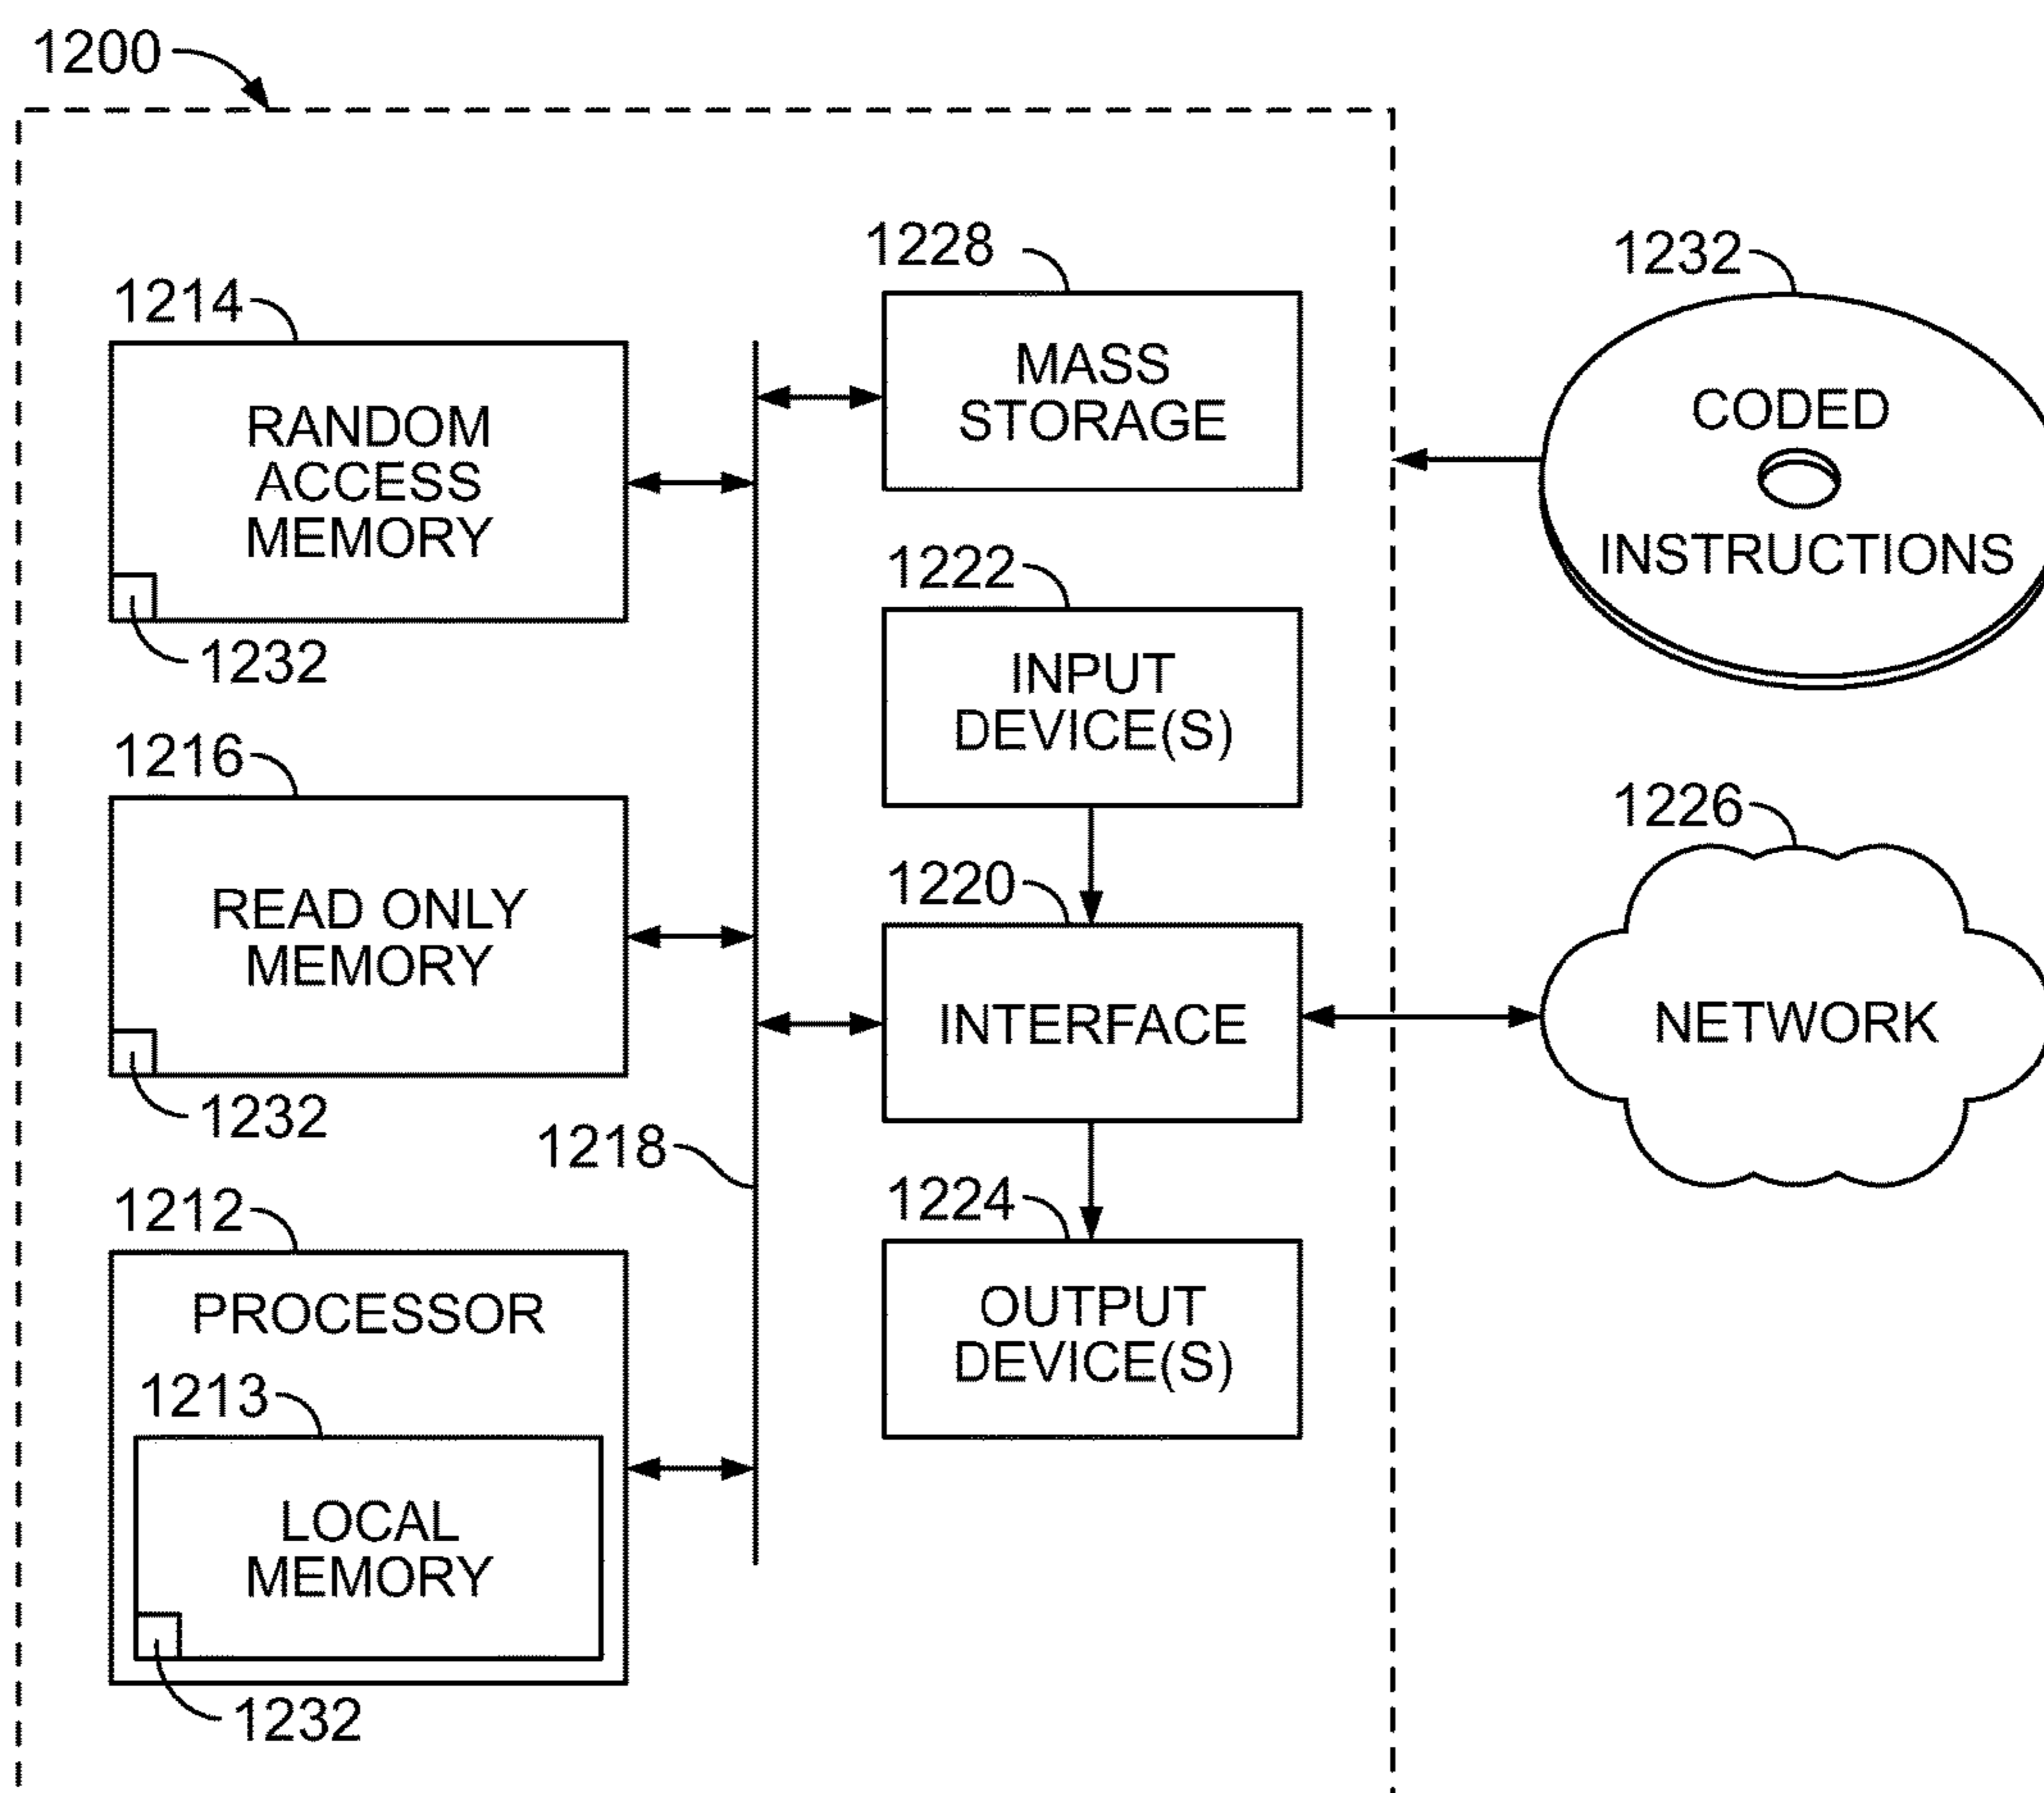 1200
1214
RANDOM
ACCESS
MEMORY
1232
1216
READ ONLY
MEMORY
1232
1218
1212
PROCESSOR
1213
LOCAL
MEMORY
1232
1228
MASS
STORAGE
1222
INPUT
DEVICE(S)
1220
INTERFACE
1224
OUTPUT
DEVICE(S)
1232
CODED
INSTRUCTIONS
1226
NETWORK